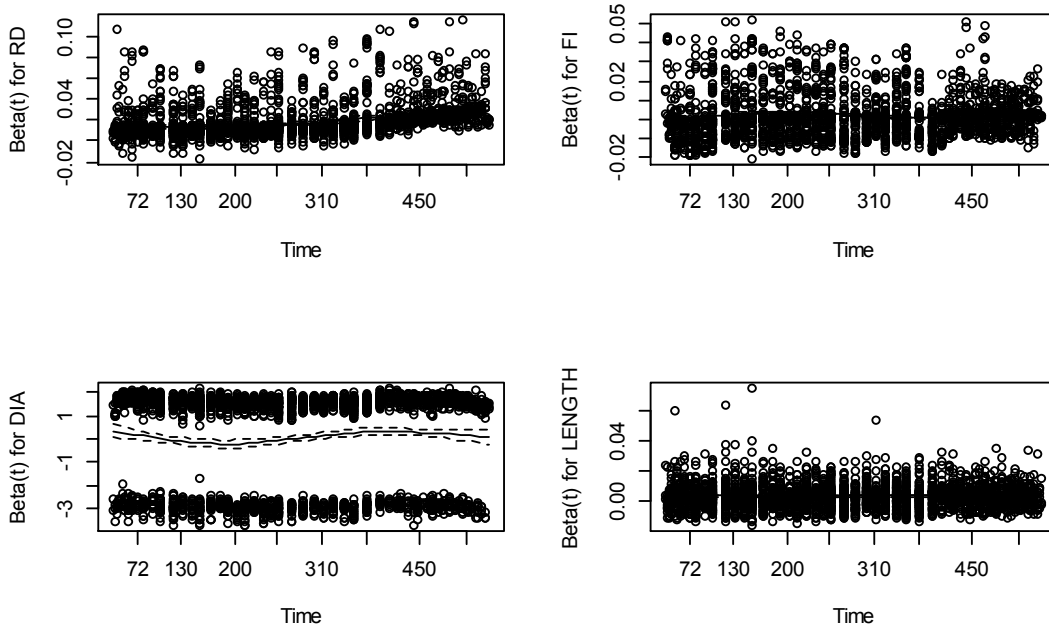 Beta(t) for RD
0.10
0.04
-0.02
72 130 200 310 450
Time
Beta(t) for FI
0.05
0.02
-0.02
72 130 200 310 450
Time
Beta(t) for DIA
1
-1
-3
72 130 200 310 450
Time
Beta(t) for LENGTH
0.04
0.00
72 130 200 310 450
Time